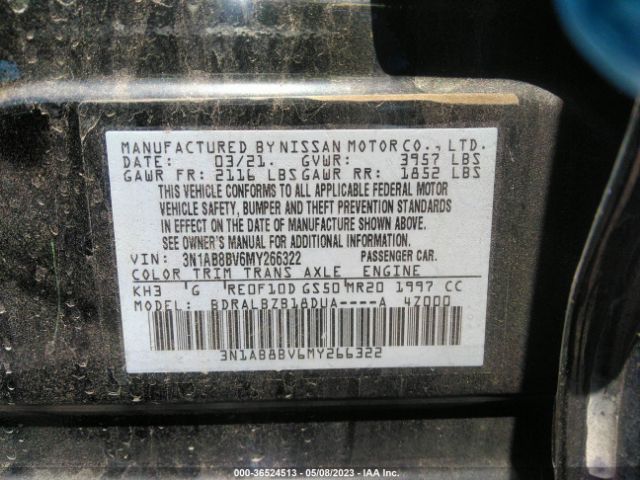 MANUFACTURED BY NISSAN MOTOR CO., LTD.
DATE: 03/21. GVWR: 3957 LBS
GAWR FR: 2116 LBS GAWR RR: 1852 LBS
THIS VEHICLE CONFORMS TO ALL APPLICABLE FEDERAL MOTOR
VEHICLE SAFETY, BUMPER AND THEFT PREVENTION STANDARDS
IN EFFECT ON THE DATE OF MANUFACTURE SHOWN ABOVE.
SEE OWNER'S MANUAL FOR ADDITIONAL INFORMATION.
VIN: 3N1AB8BV6MY266322 PASSENGER CAR.
COLOR TRIM TRANS AXLE ENGINE
KH3 G RE0F10D GS50 MR20 1997 CC
MODEL: BDRALBZB18DUA----A 4Z000
3N1AB8BV6MY266322
000-36524513 - 05/08/2023 - IAA Inc.